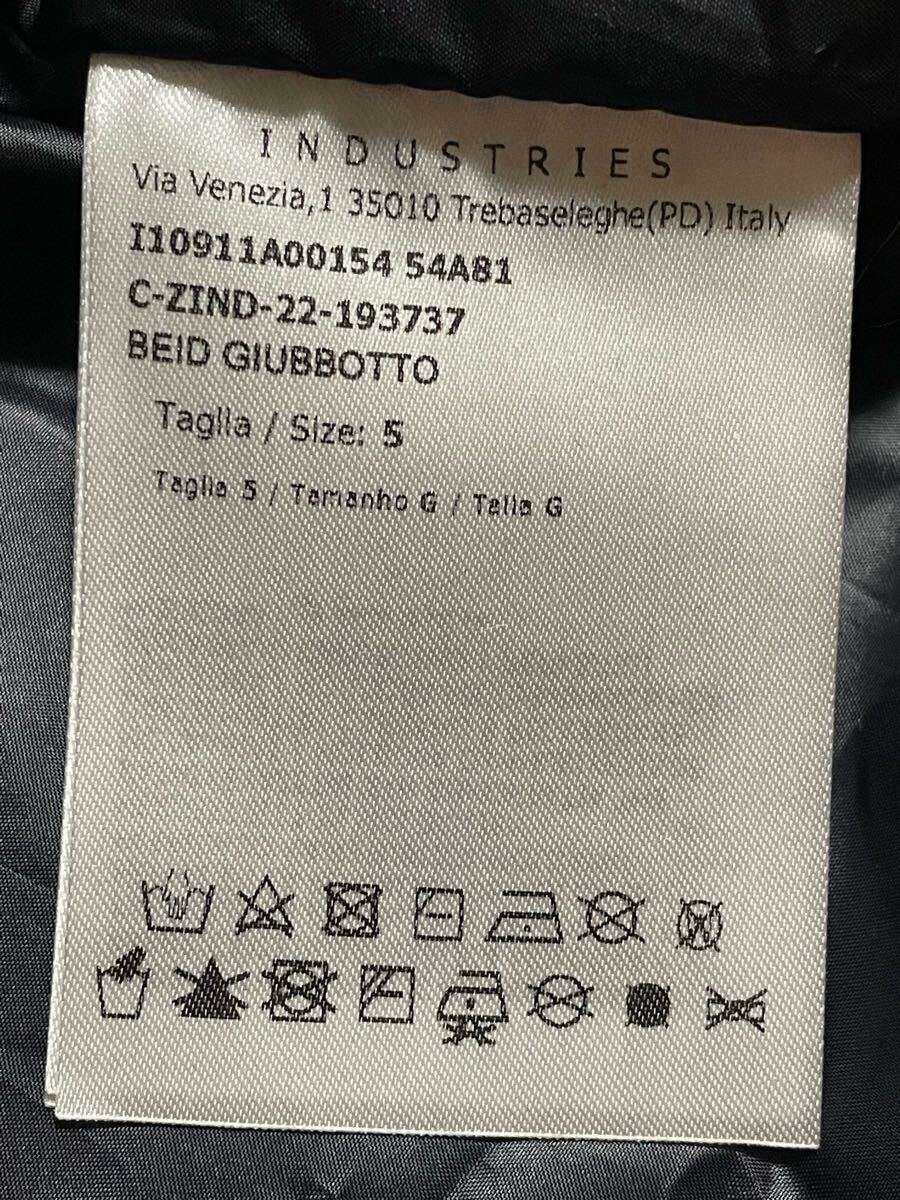 INDUSTRIES
Via Venezia,1 35010 Trebaseleghe(PD) Italy
I10911A00154 54A81
C-ZIND-22-193737
BEID GIUBBOTTO
Taglia / Size: 5
Taglia 5 / Tamanho G / Talla G